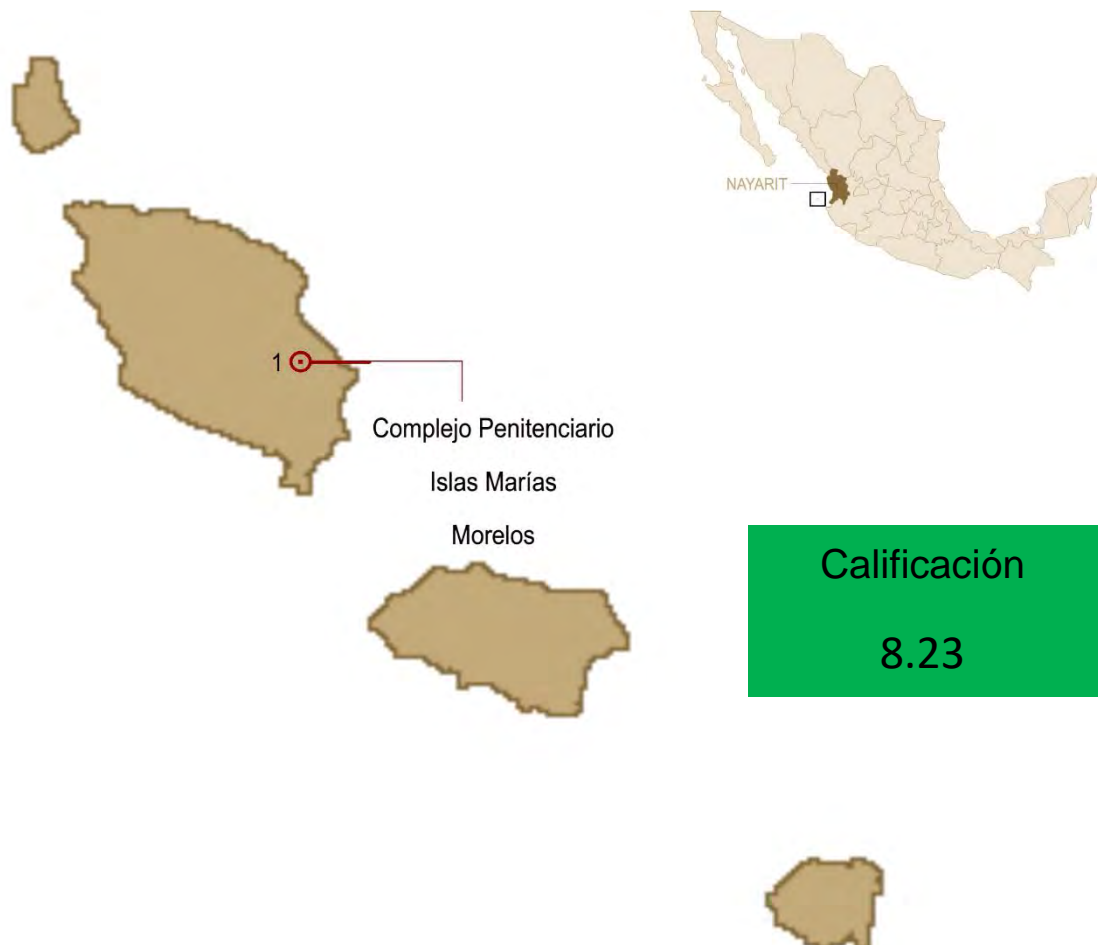 NAYARIT
1
Complejo Penitenciario
Islas Marías
Morelos
Calificación
8.23